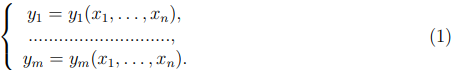 y₁ = y₁(x₁, . . . , xₙ),
............................, (1)
yₘ = yₘ(x₁, . . . , xₙ).